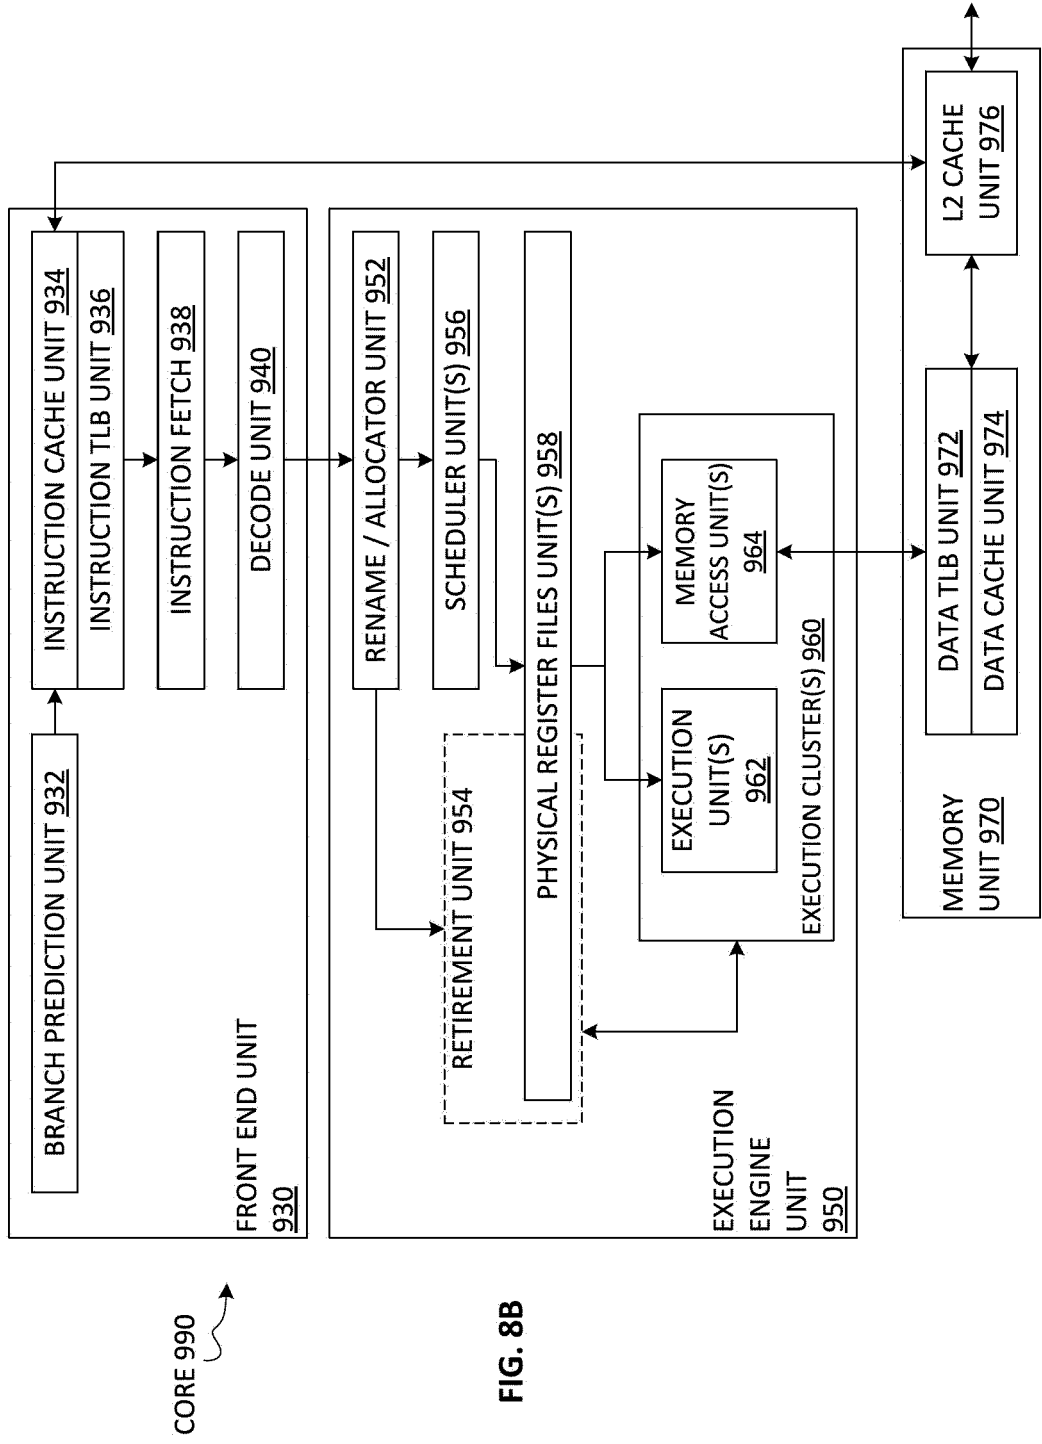 CORE 990
BRANCH PREDICTION UNIT 932
INSTRUCTION CACHE UNIT 934
INSTRUCTION TLB UNIT 936
INSTRUCTION FETCH 938
DECODE UNIT 940
FRONT END UNIT
930
RENAME / ALLOCATOR UNIT 952
SCHEDULER UNIT(S) 956
RETIREMENT UNIT 954
PHYSICAL REGISTER FILES UNIT(S) 958
EXECUTION
UNIT(S)
962
MEMORY
ACCESS UNIT(S)
964
EXECUTION CLUSTER(S) 960
EXECUTION
ENGINE
UNIT
950
MEMORY
UNIT 970
DATA TLB UNIT 972
DATA CACHE UNIT 974
L2 CACHE
UNIT 976
FIG. 8B